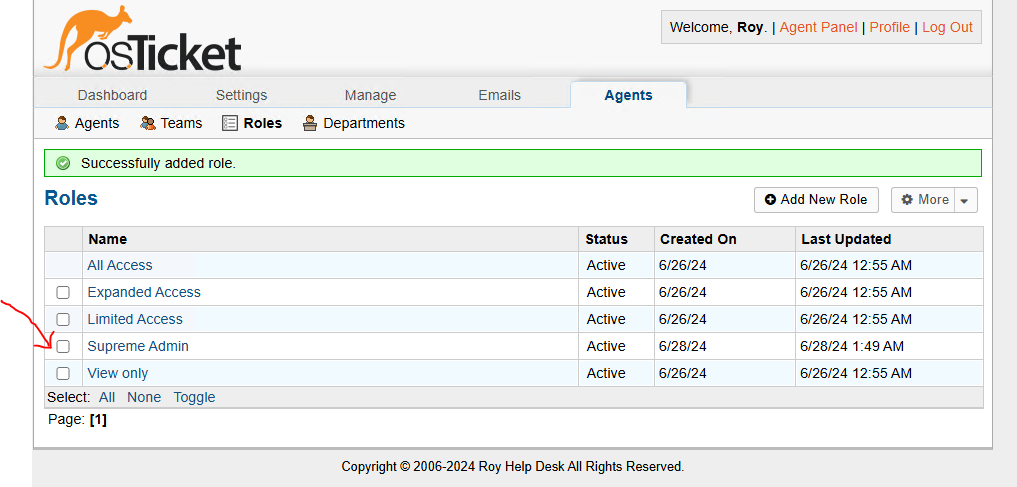 osTicket
Welcome, Roy. | Agent Panel | Profile | Log Out
Dashboard Settings Manage Emails Agents
Agents Teams Roles Departments
Successfully added role.
Roles
Add New Role More
Name Status Created On Last Updated
All Access Active 6/26/24 6/26/24 12:55 AM
Expanded Access Active 6/26/24 6/26/24 12:55 AM
Limited Access Active 6/26/24 6/26/24 12:55 AM
Supreme Admin Active 6/28/24 6/28/24 1:49 AM
View only Active 6/26/24 6/26/24 12:55 AM
Select: All None Toggle
Page: [1]
Copyright © 2006-2024 Roy Help Desk All Rights Reserved.